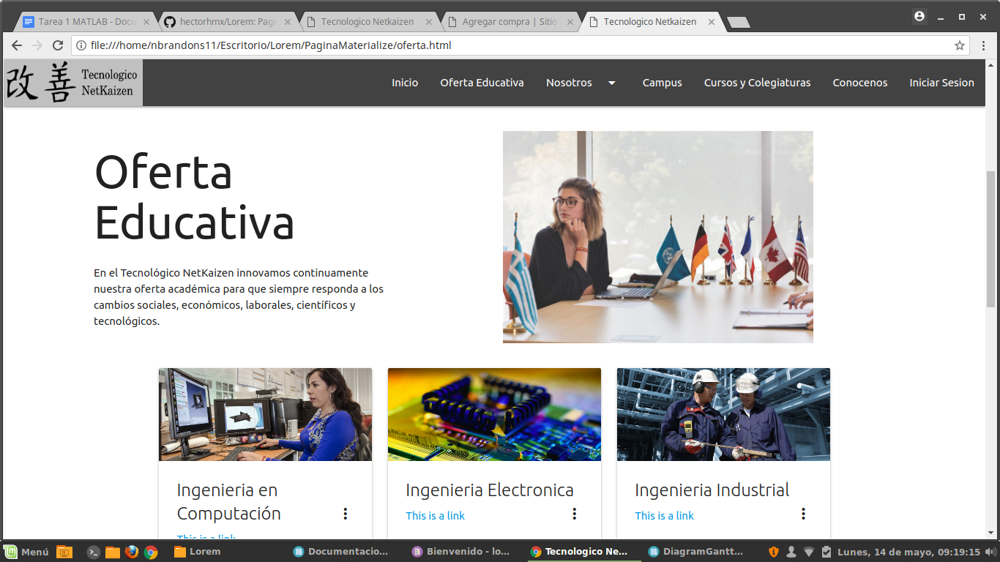 Tarea 1 MATLAB - Docu
hectorhmx/Lorem: Pagi
Tecnologico Netkaizen
Agregar compra | Sitio
Tecnologico Netkaizen
file:///home/nbrandons11/Escritorio/Lorem/PaginaMaterialize/oferta.html
改善
Tecnologico
NetKaizen
Inicio
Oferta Educativa
Nosotros
Campus
Cursos y Colegiaturas
Conocenos
Iniciar Sesion
Oferta
Educativa
En el Tecnológico NetKaizen innovamos continuamente
nuestra oferta académica para que siempre responda a los
cambios sociales, económicos, laborales, científicos y
tecnológicos.
Ingenieria en
Computación
This is a link
Ingenieria Electronica
This is a link
Ingenieria Industrial
This is a link
Menú
Lorem
Documentacio...
Bienvenido - lo...
Tecnologico Ne...
DiagramGantt...
Lunes, 14 de mayo, 09:19:15